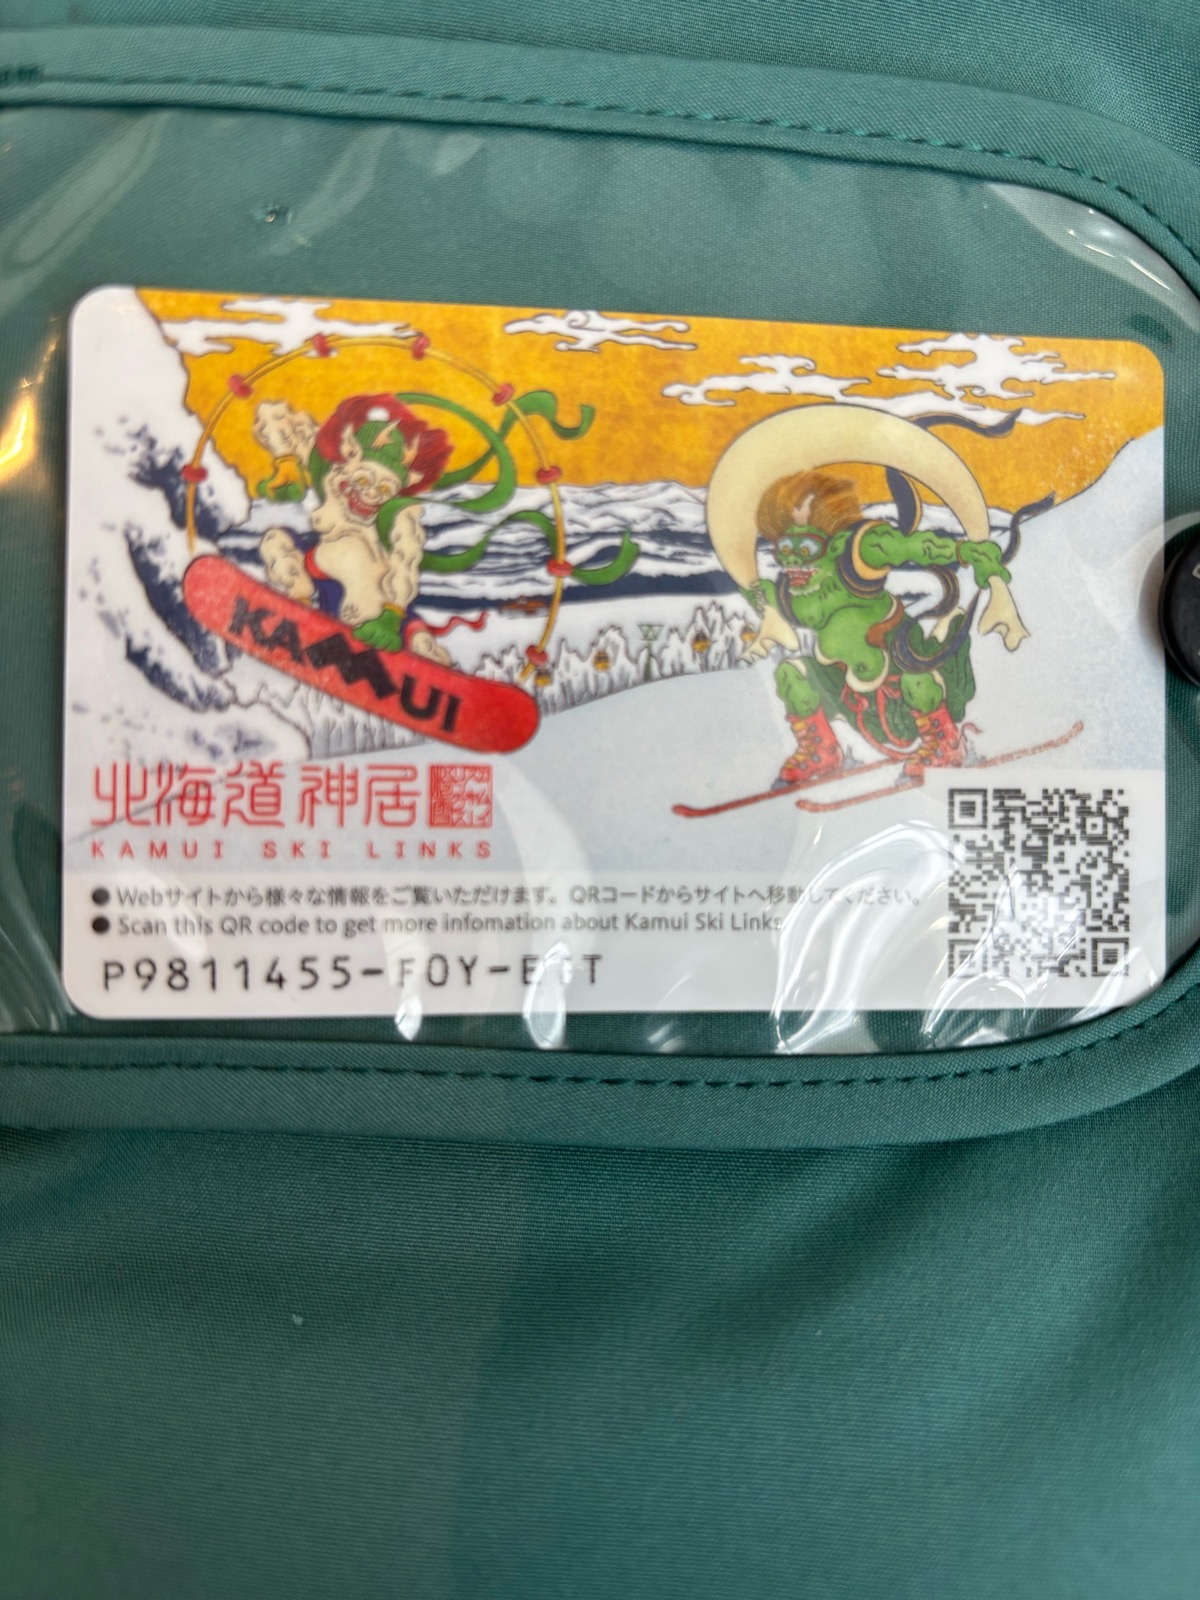 KAMUI
北海道神居
KAMUI SKI LINKS
● Webサイトから様々な情報をご覧いただけます。QRコードからサイトへ移動してください。
● Scan this QR code to get more infomation about Kamui Ski Links